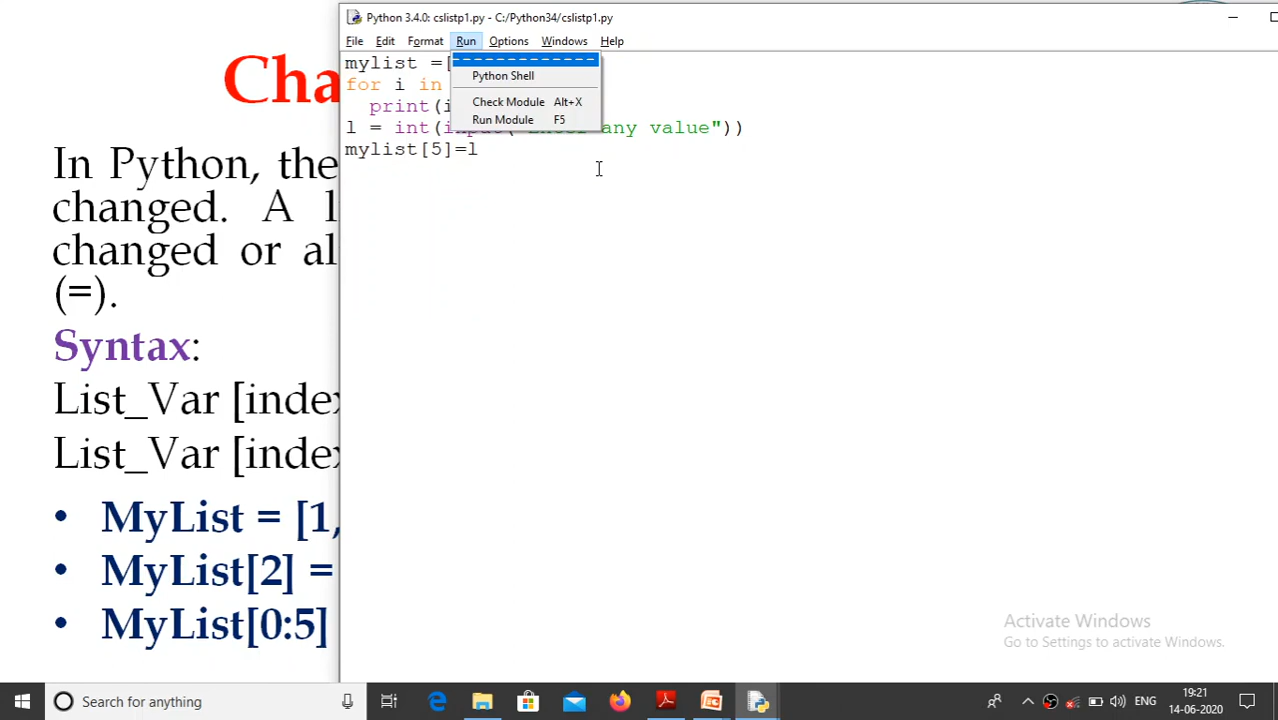 Python 3.4.0: cslistp1.py - C:/Python34/cslistp1.py
File Edit Format Run Options Windows Help
mylist =[
for i in
print(i
l = int(input("Enter any value"))
mylist[5]=l
Python Shell
Check Module Alt+X
Run Module F5
Cha
In Python, the
changed. A l
changed or al
(=).
Syntax:
List_Var [index
List_Var [index
• MyList = [1,
• MyList[2] =
• MyList[0:5]
Activate Windows
Go to Settings to activate Windows.
Search for anything
ENG
19:21
14-06-2020